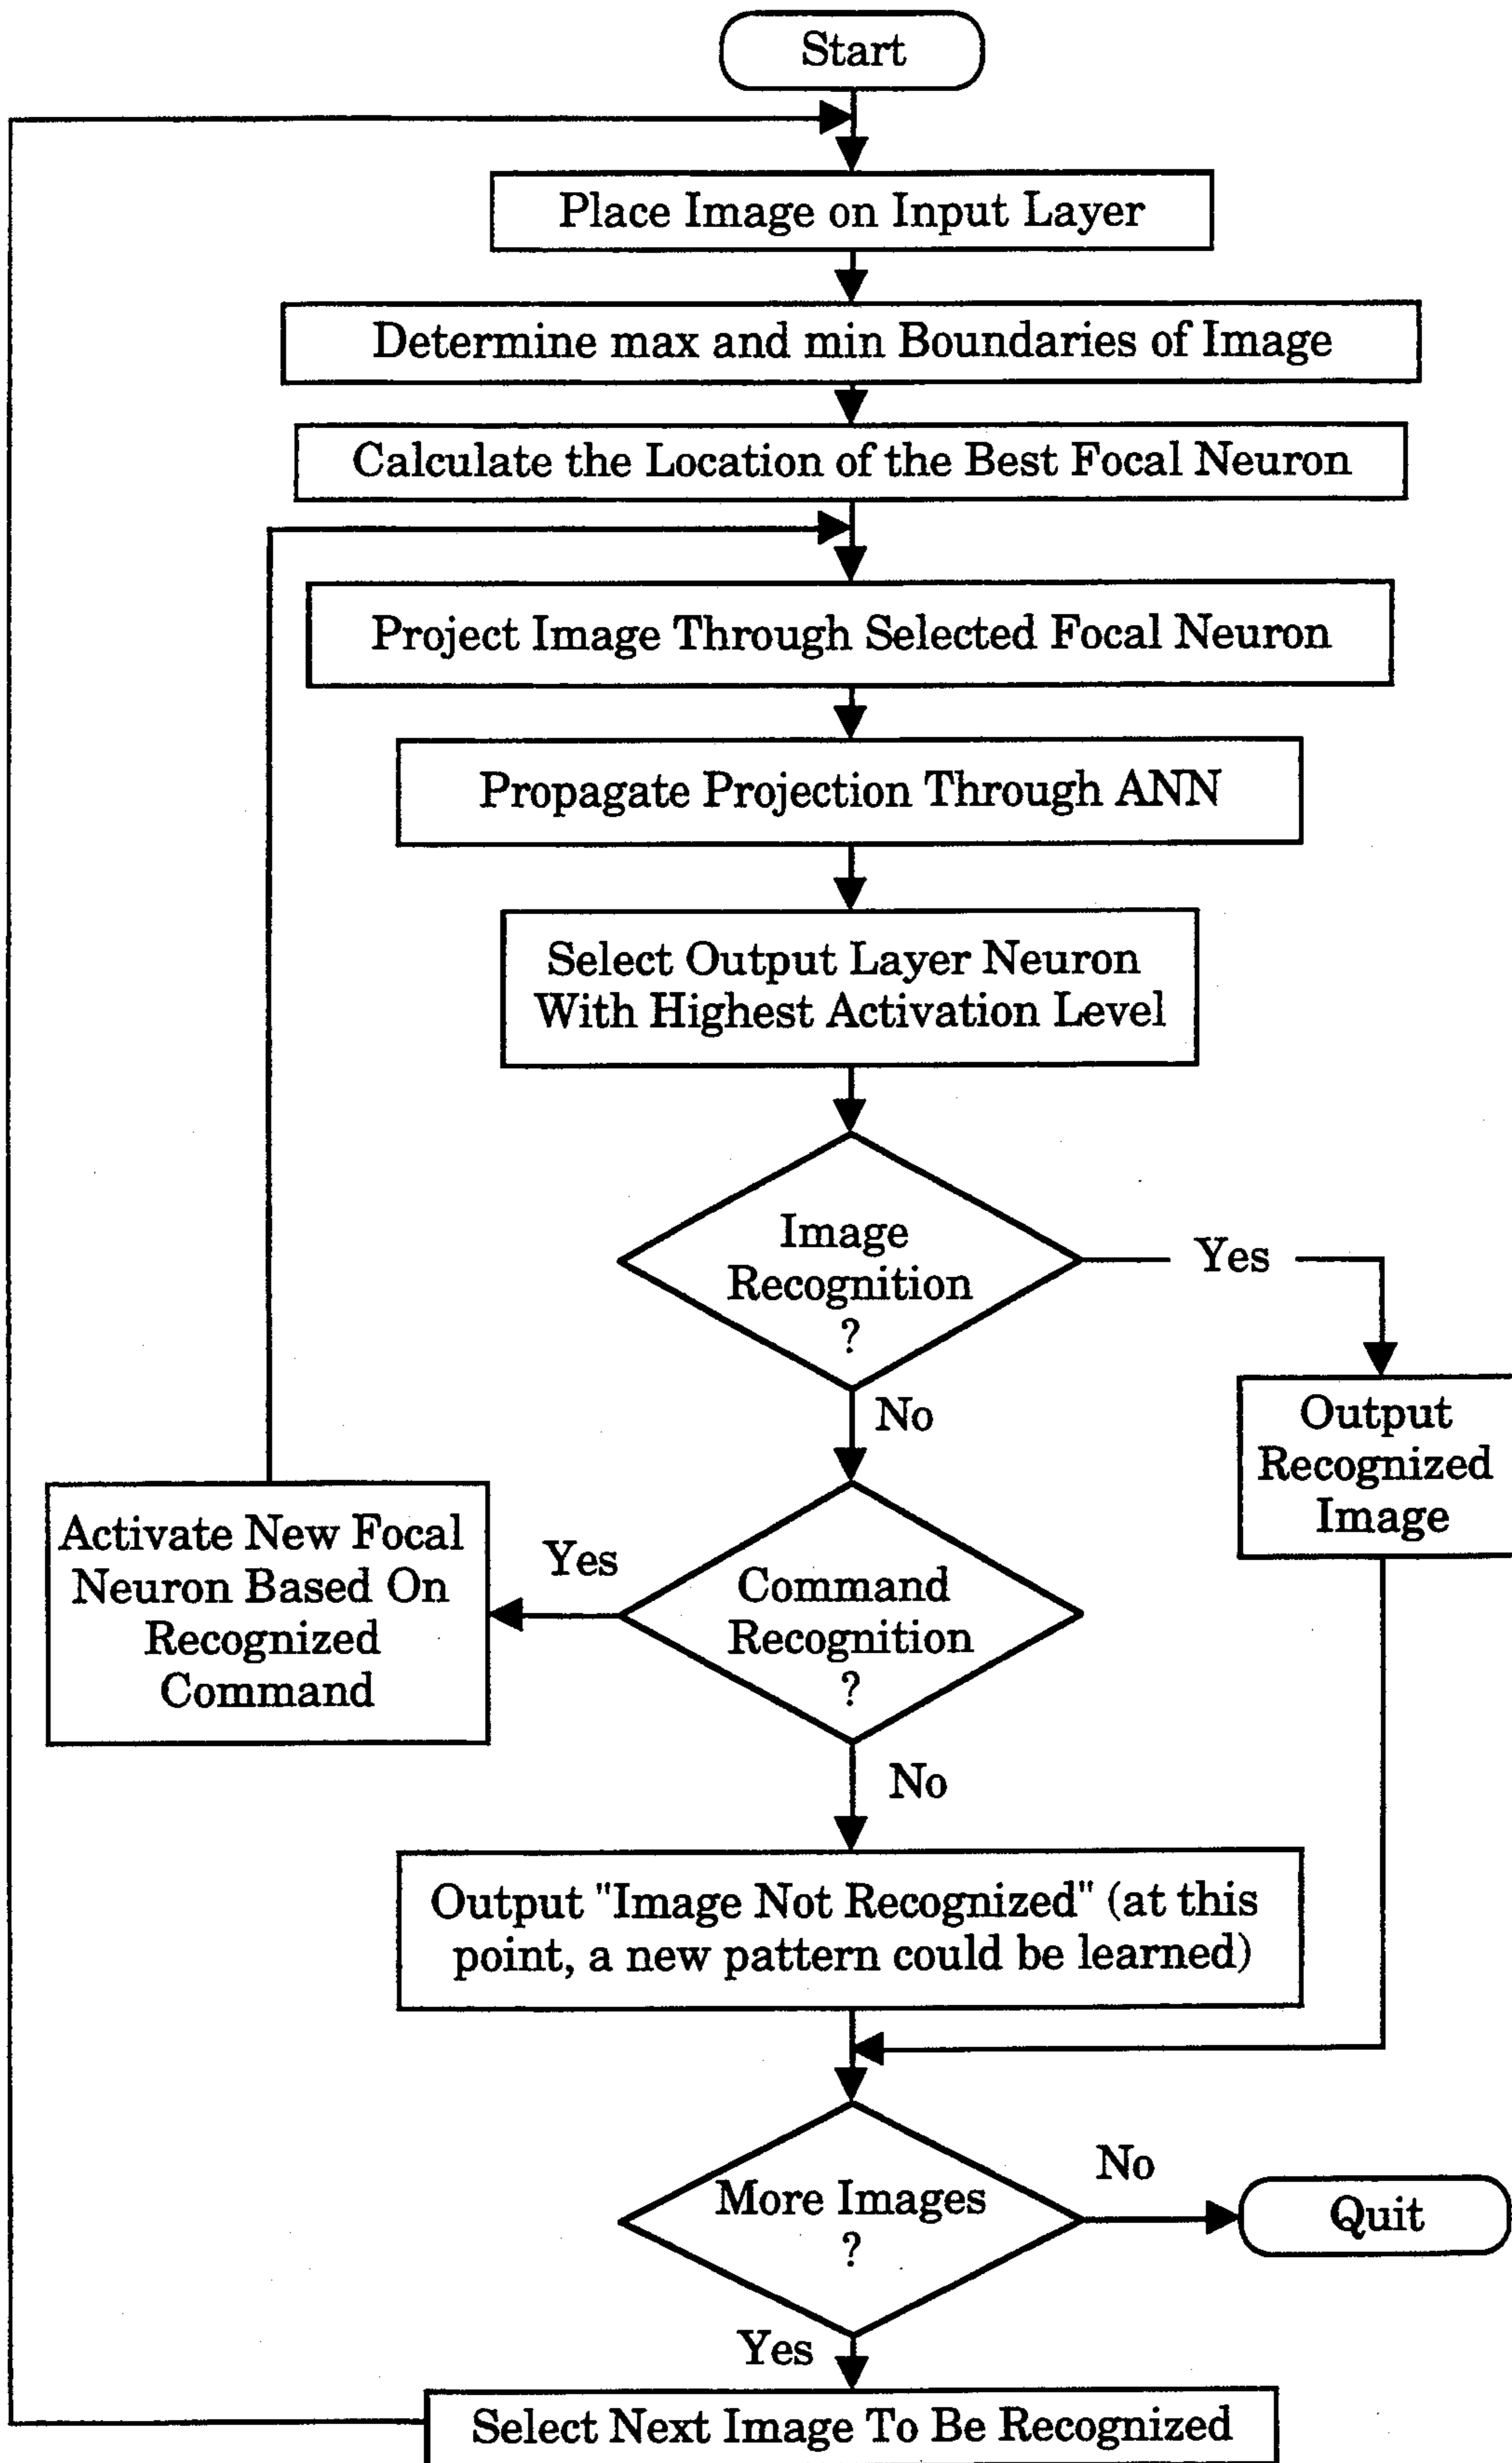 Start
Place Image on Input Layer
Determine max and min Boundaries of Image
Calculate the Location of the Best Focal Neuron
Project Image Through Selected Focal Neuron
Propagate Projection Through ANN
Select Output Layer Neuron
With Highest Activation Level
Image
Recognition
?
Yes
No
Output
Recognized
Image
Activate New Focal
Neuron Based On
Recognized
Command
Yes
Command
Recognition
?
No
Output "Image Not Recognized" (at this
point, a new pattern could be learned)
More Images
?
No
Quit
Yes
Select Next Image To Be Recognized